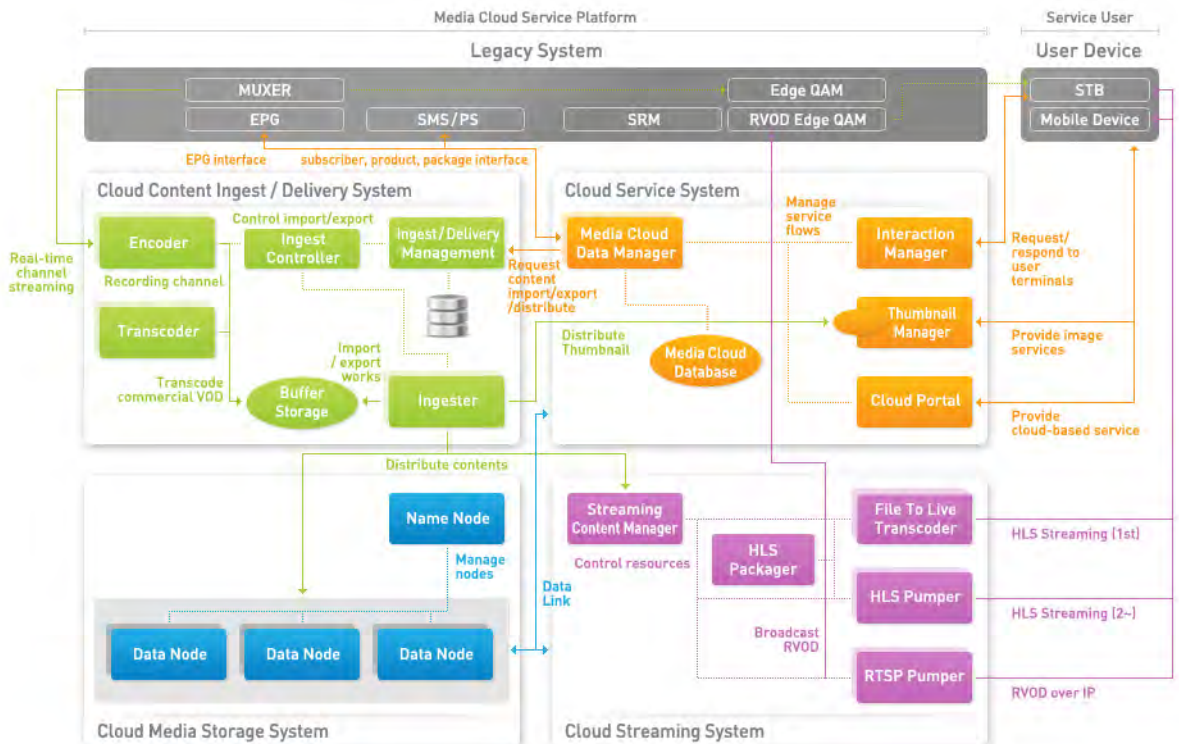 Media Cloud Service Platform
Service User
Legacy System
User Device
MUXER
Edge QAM
STB
EPG
SMS/PS
SRM
RVOD Edge QAM
Mobile Device
EPG interface
subscriber, product, package interface
Cloud Content Ingest / Delivery System
Cloud Service System
Control import/export
Manage
service
flows
Encoder
Ingest
Controller
Ingest/Delivery
Management
Media Cloud
Data Manager
Interaction
Manager
Real-time
channel
streaming
Recording channel
Request
content
import/export
/distribute
Request/
respond to
user
terminals
Transcoder
Distribute
Thumbnail
Thumbnail
Manager
Provide image
services
Import
/ export
works
Media Cloud
Database
Transcode
commercial VOD
Buffer
Storage
Ingester
Cloud Portal
Provide
cloud-based service
Distribute contents
Name Node
Streaming
Content Manager
File To Live
Transcoder
HLS Streaming (1st)
Manage
nodes
Control resources
HLS
Packager
Data
Link
HLS Pumper
HLS Streaming (2~)
Broadcast
RVOD
Data Node
Data Node
Data Node
RTSP Pumper
RVOD over IP
Cloud Media Storage System
Cloud Streaming System